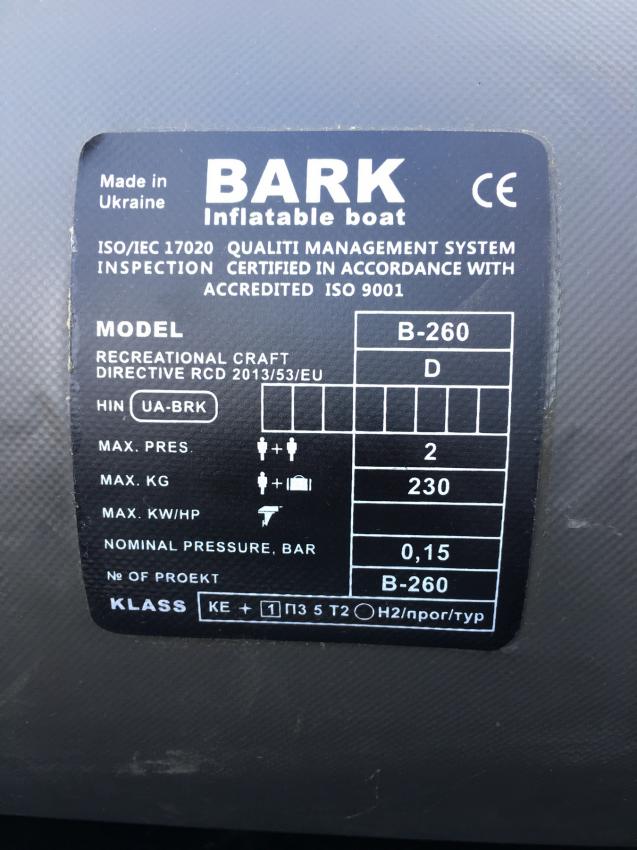 Made in
Ukraine
BARK
Inflatable boat
CE
ISO/IEC 17020 QUALITI MANAGEMENT SYSTEM
INSPECTION CERTIFIED IN ACCORDANCE WITH
ACCREDITED ISO 9001
MODEL B-260
RECREATIONAL CRAFT
DIRECTIVE RCD 2013/53/EU D
HIN UA-BRK
MAX. PRES. + 2
MAX. KG + 230
MAX. KW/HP
NOMINAL PRESSURE, BAR 0,15
№ OF PROEKT B-260
KLASS КЕ + 1 П3 5 Т2 Н2/прог/тур